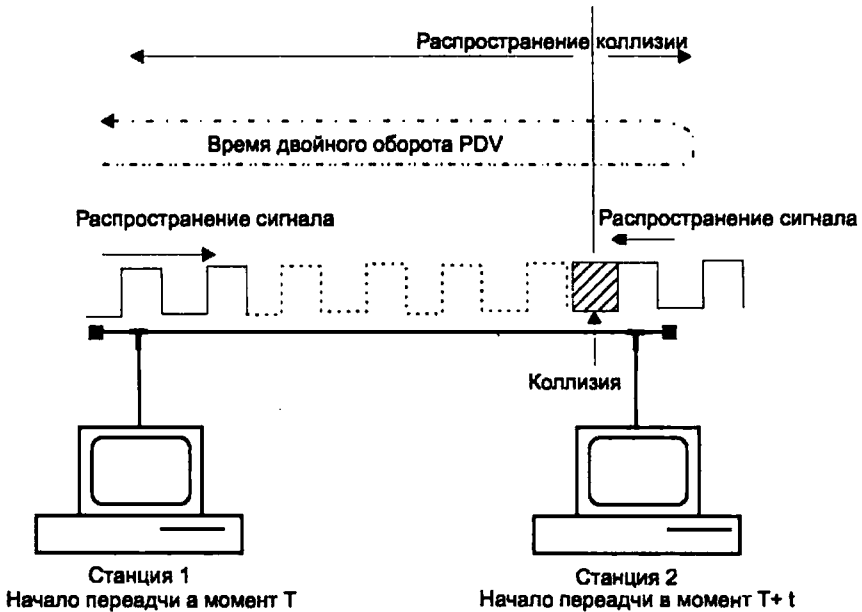 Распространение коллизии
Время двойного оборота PDV
Распространение сигнала
Распространение сигнала
Коллизия
Станция 1
Начало переадчи а момент T
Станция 2
Начало переадчи в момент T+ t